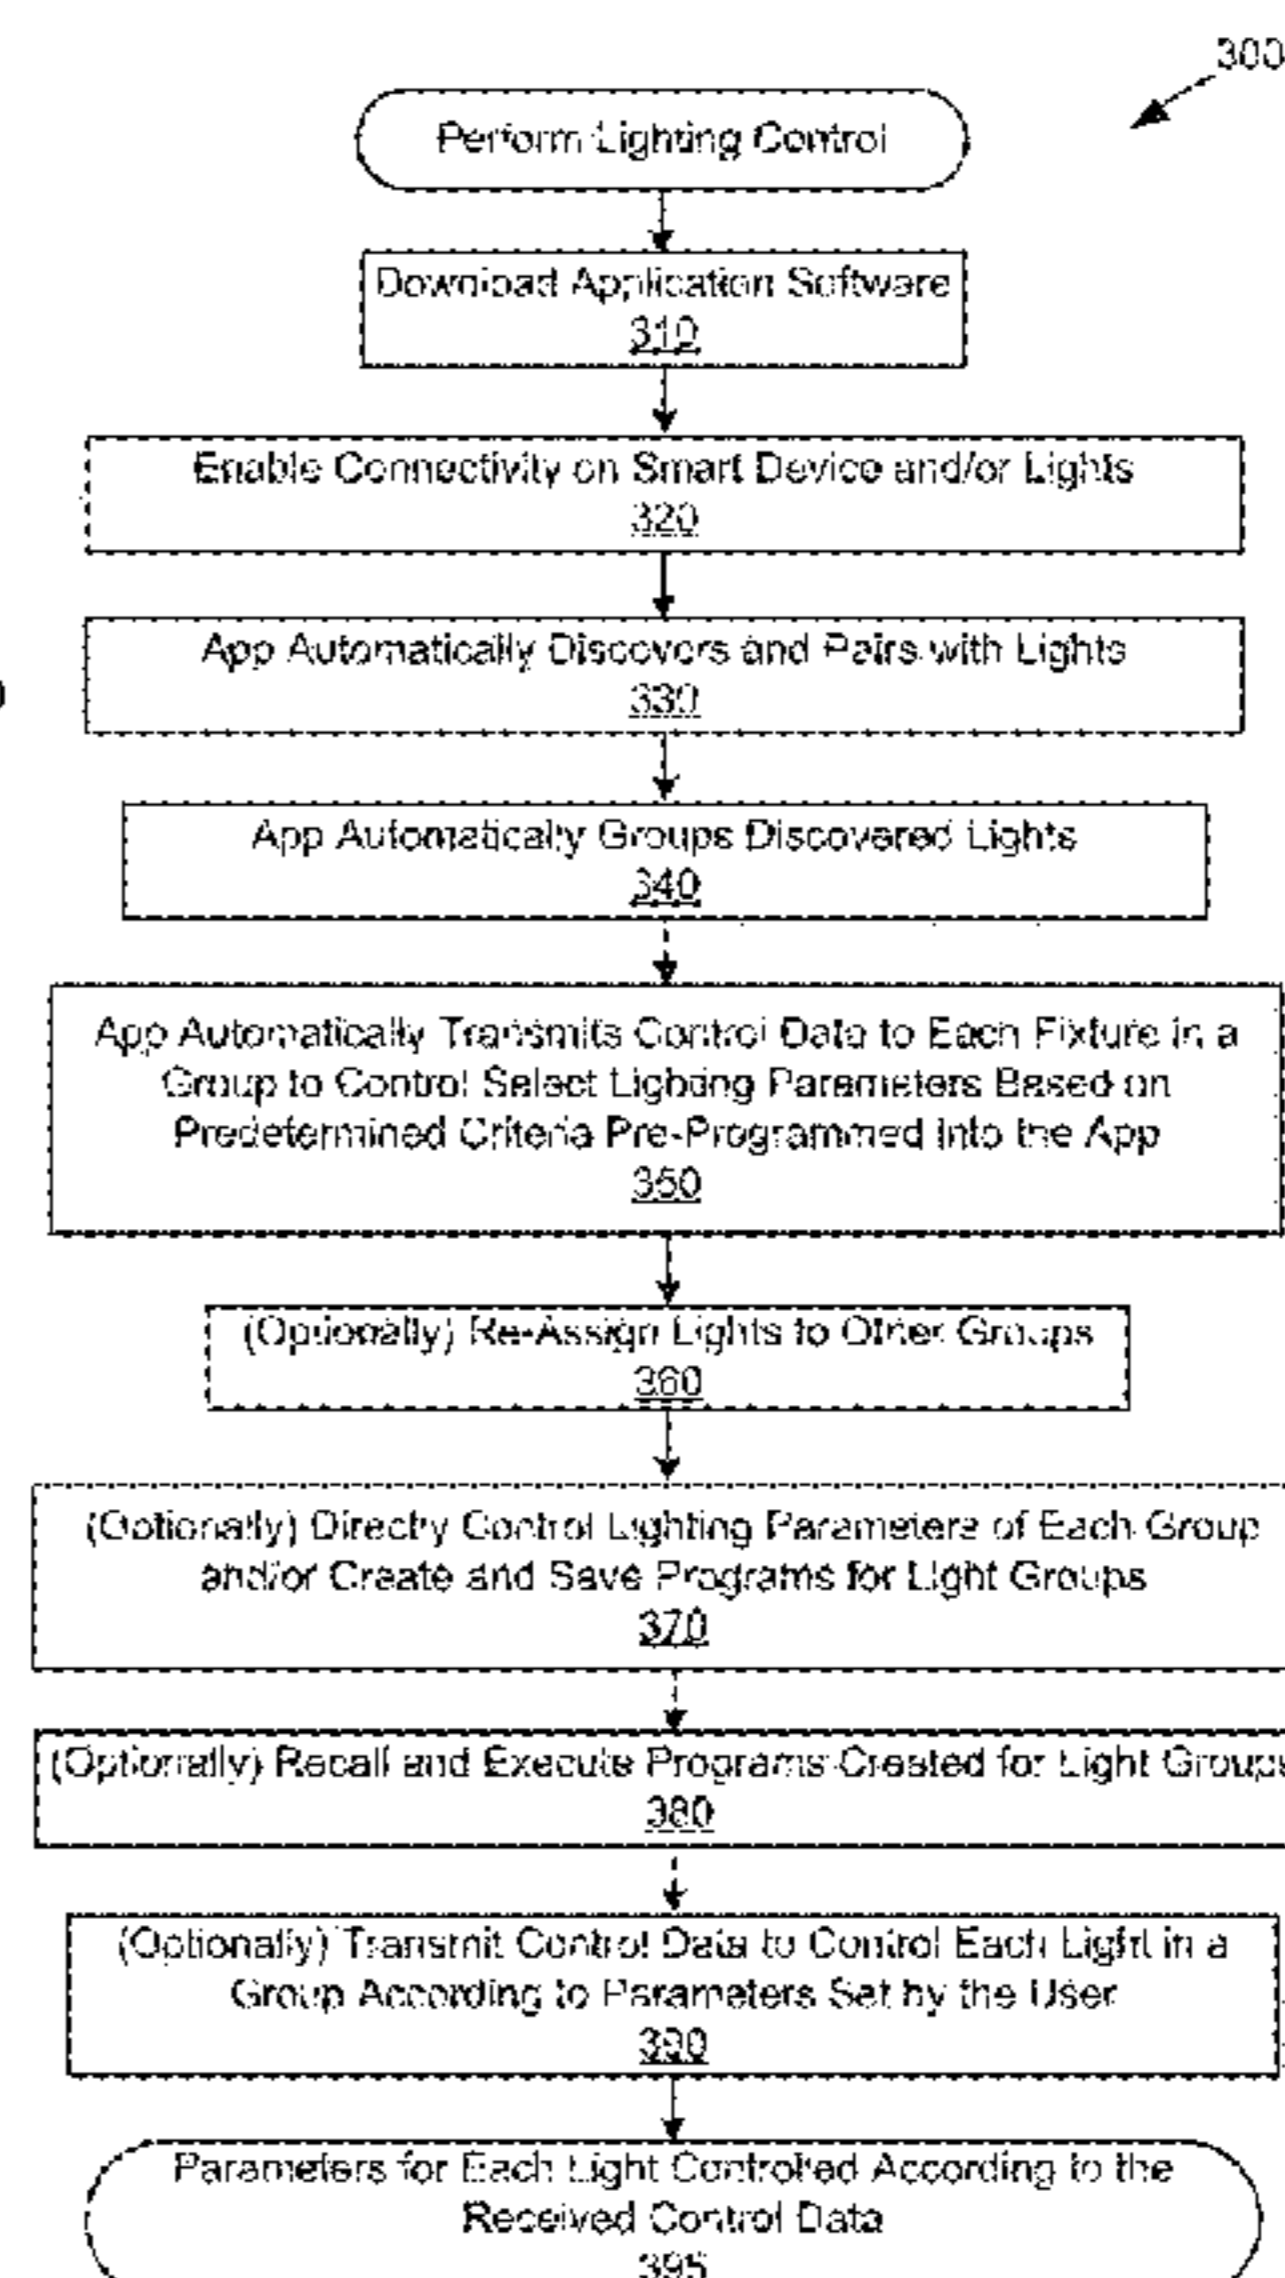 300
Perform Lighting Control
Download Application Software
310
Enable Connectivity on Smart Device and/or Lights
320
App Automatically Discovers and Pairs with Lights
330
App Automatically Groups Discovered Lights
340
App Automatically Transmits Control Data to Each Fixture in a
Group to Control Select Lighting Parameters Based on
Predetermined Criteria Pre-Programmed Into the App
350
(Optionally) Re-Assign Lights to Other Groups
360
(Optionally) Directly Control Lighting Parameters of Each Group
and/or Create and Save Programs for Light Groups
370
(Optionally) Recall and Execute Programs Created for Light Groups
380
(Optionally) Transmit Control Data to Control Each Light in a
Group According to Parameters Set by the User
390
Parameters for Each Light Controlled According to the
Received Control Data
395